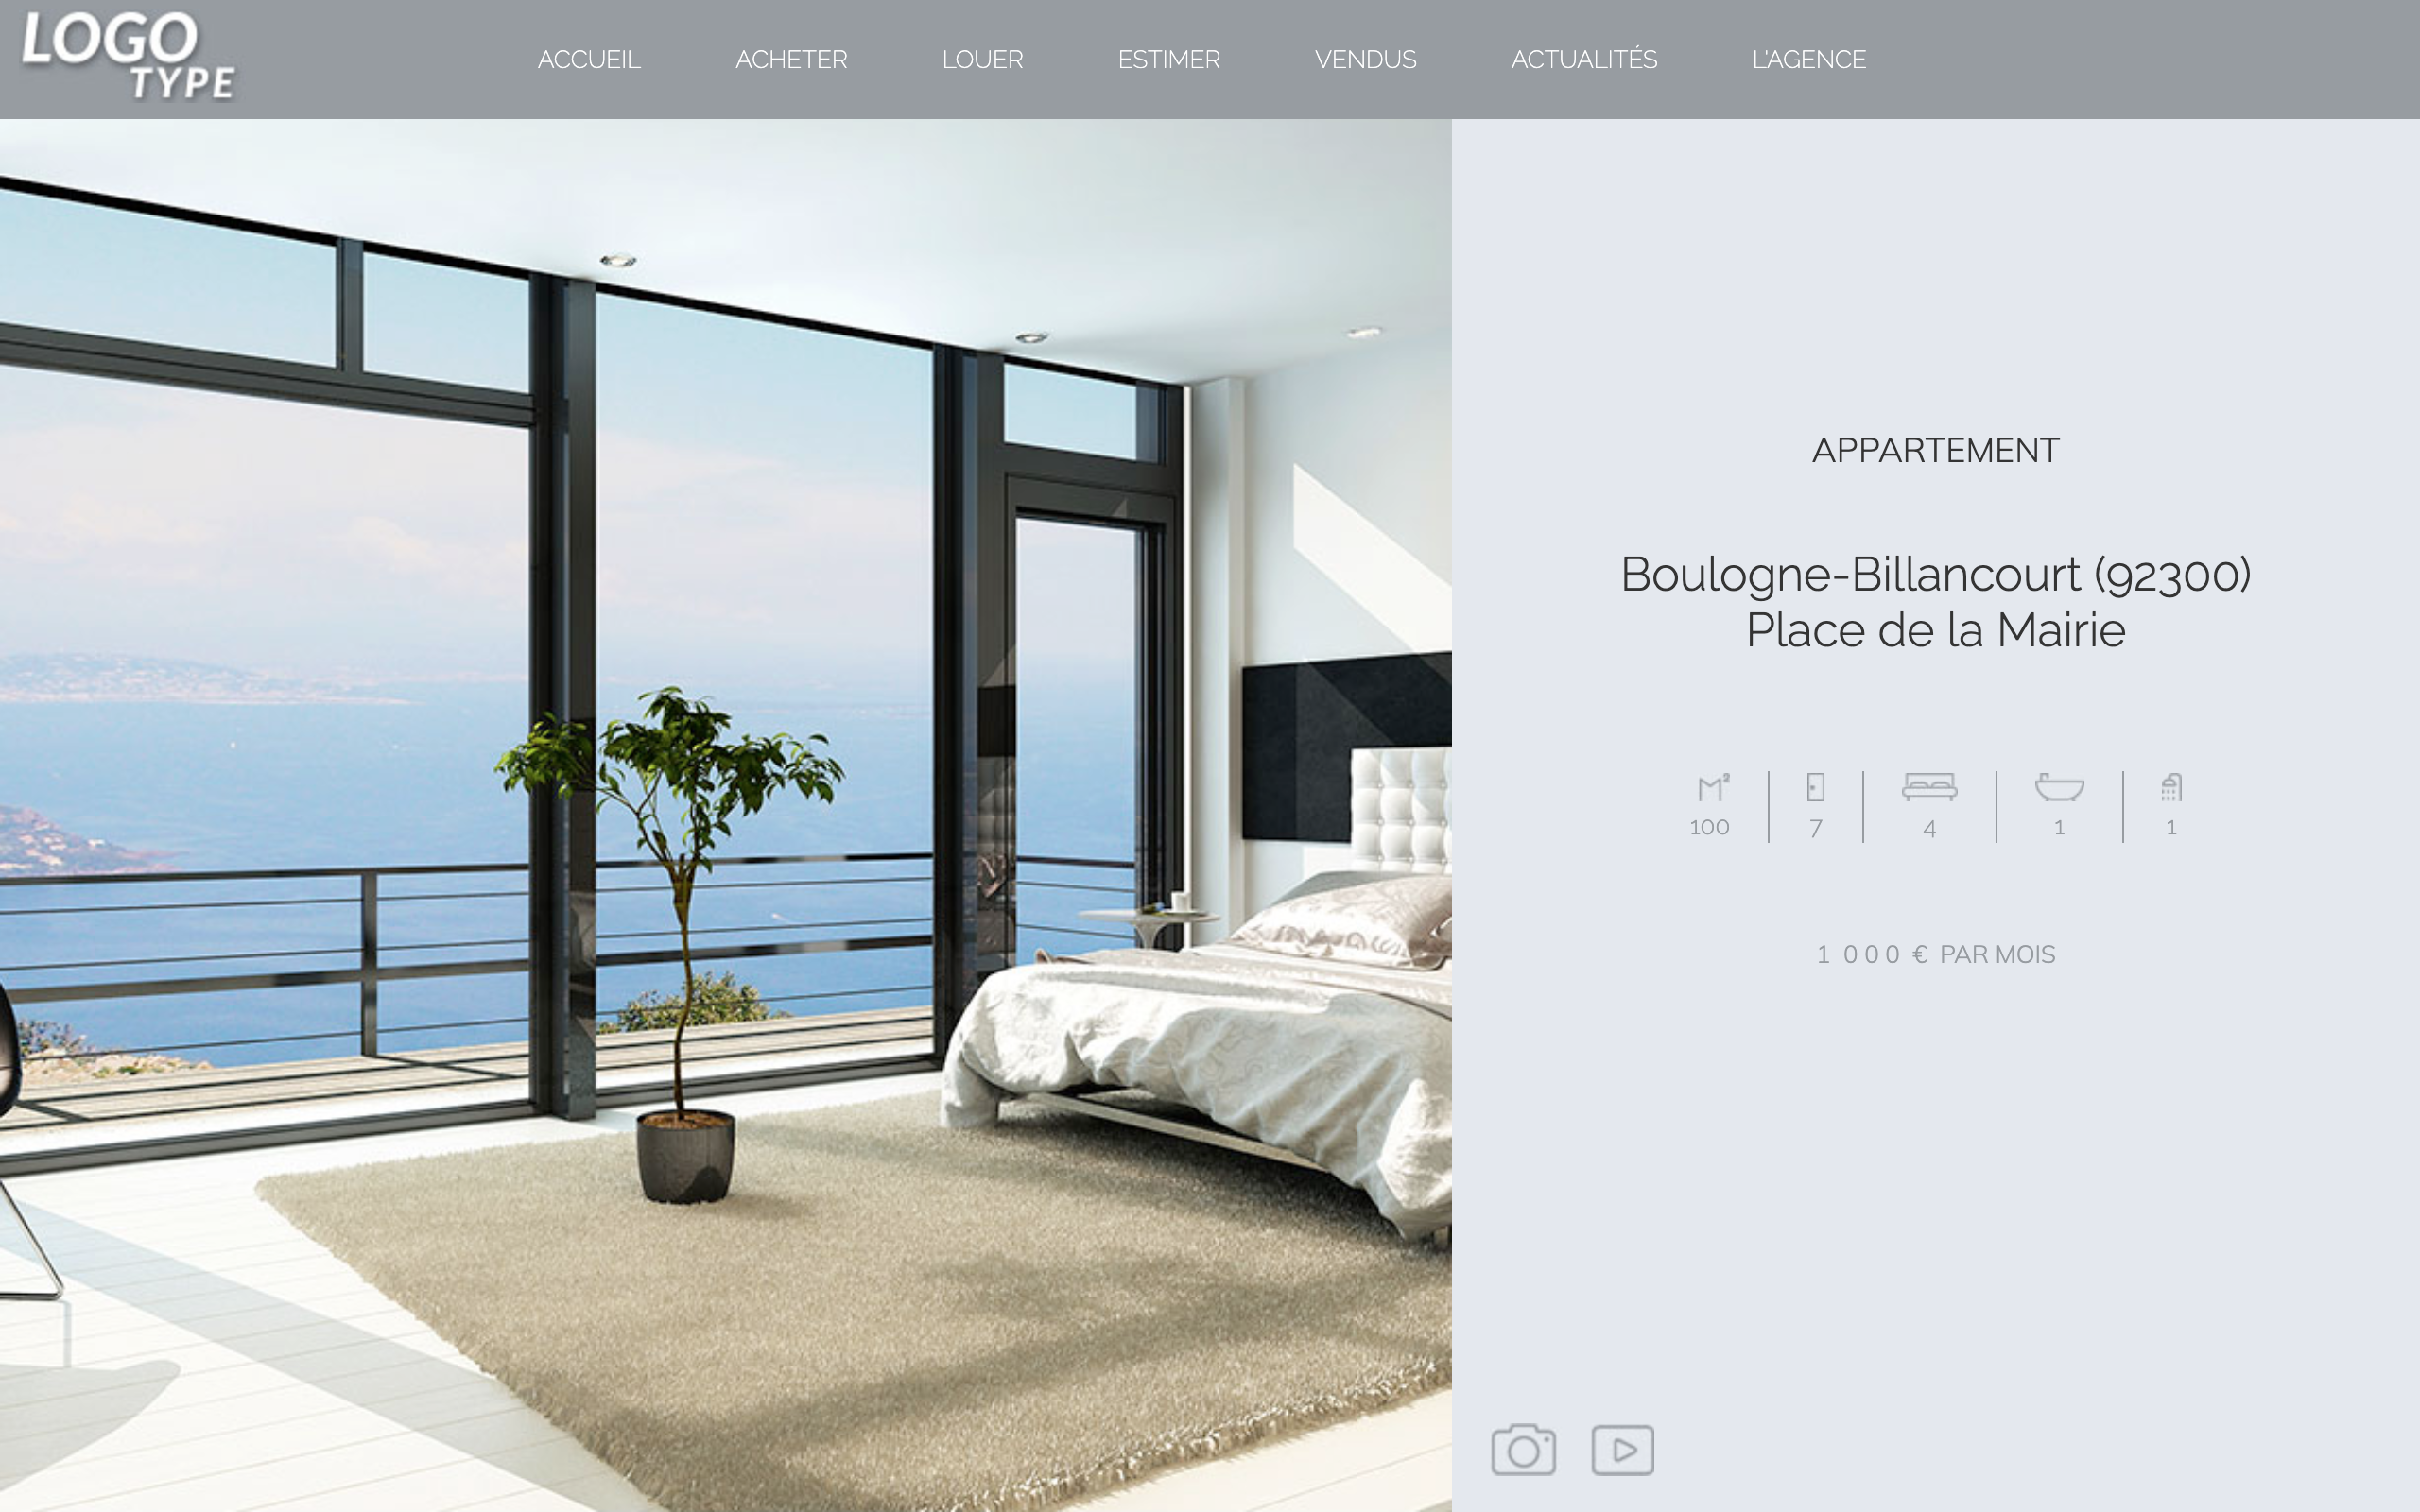 LOGO
TYPE
ACCUEIL
ACHETER
LOUER
ESTIMER
VENDUS
ACTUALITÉS
L'AGENCE
APPARTEMENT
Boulogne-Billancourt (92300)
Place de la Mairie
M²
100
7
4
1
1
1 000 € PAR MOIS